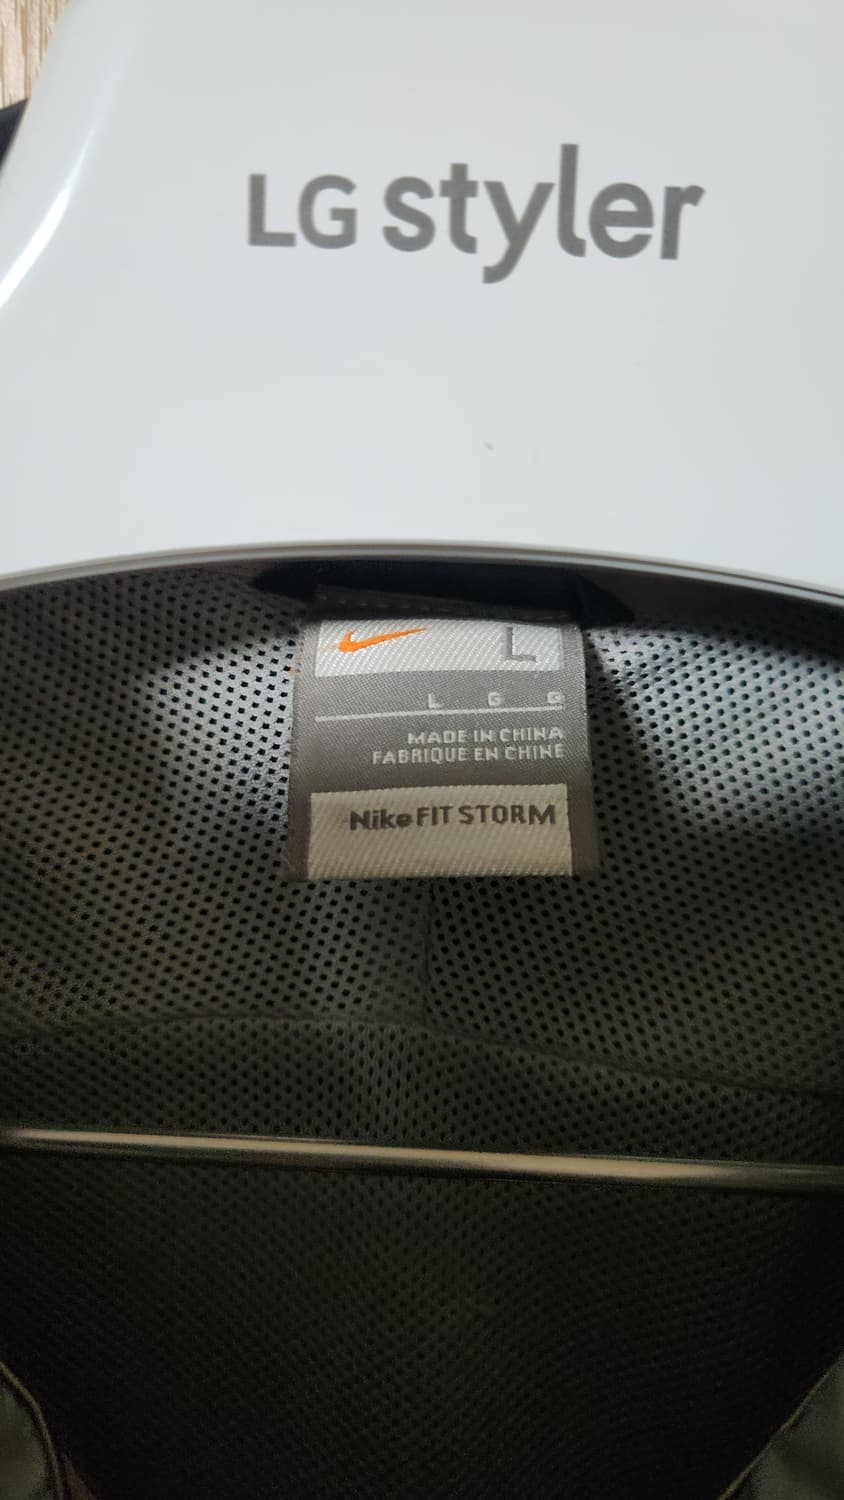 LG styler
L
L G G
MADE IN CHINA
FABRIQUE EN CHINE
Nike FIT STORM